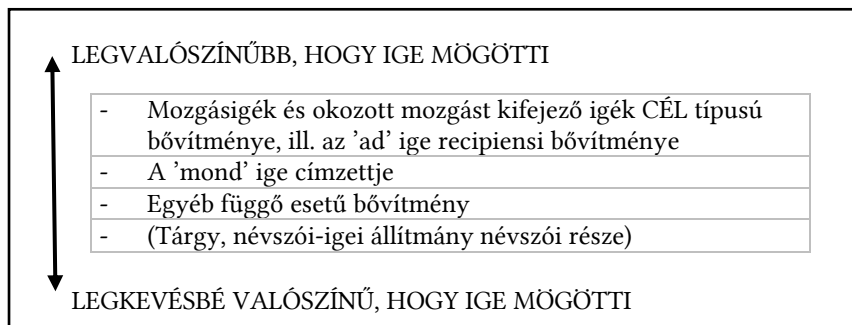 LEGVALÓSZÍNŰBB, HOGY IGE MÖGÖTTI
- Mozgásigék és okozott mozgást kifejező igék CÉL típusú
bővítménye, ill. az ’ad’ ige recipiensi bővítménye
- A ’mond’ ige címzettje
- Egyéb függő esetű bővítmény
- (Tárgy, névszói-igei állítmány névszói része)
LEGKEVÉSBÉ VALÓSZÍNŰ, HOGY IGE MÖGÖTTI